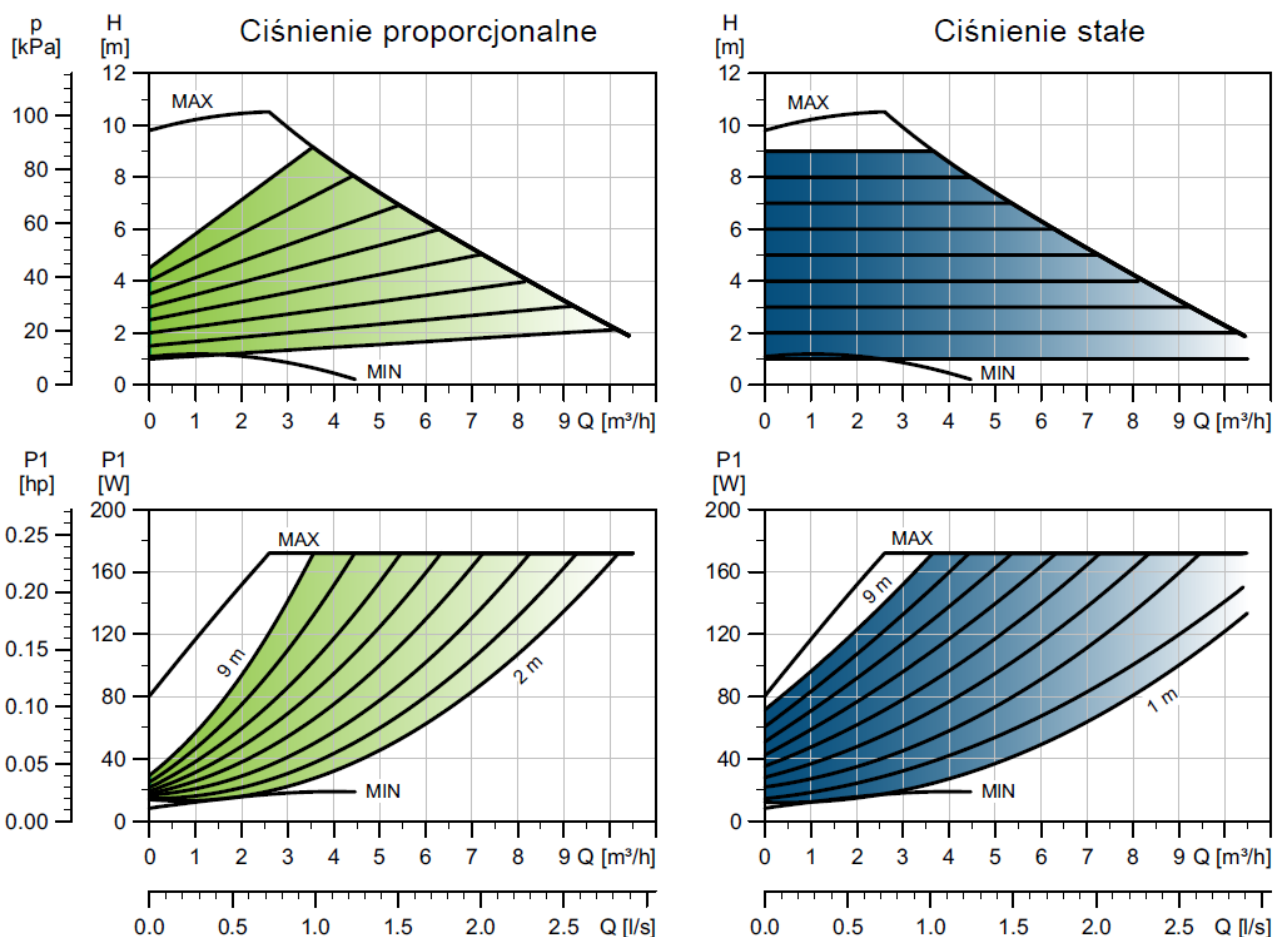 p
[kPa]
H
[m]
Ciśnienie proporcjonalne
100
80
60
40
20
0
12
10
8
6
4
2
0
MAX
MIN
0 1 2 3 4 5 6 7 8 9 Q [m³/h]
H
[m]
Ciśnienie stałe
12
10
8
6
4
2
0
MAX
MIN
0 1 2 3 4 5 6 7 8 9 Q [m³/h]
P1
[hp]
P1
[W]
0.25
0.20
0.15
0.10
0.05
0.00
200
160
120
80
40
0
MAX
9 m
2 m
MIN
0 1 2 3 4 5 6 7 8 9 Q [m³/h]
0.0 0.5 1.0 1.5 2.0 2.5 Q [l/s]
P1
[W]
200
160
120
80
40
0
MAX
9 m
1 m
MIN
0 1 2 3 4 5 6 7 8 9 Q [m³/h]
0.0 0.5 1.0 1.5 2.0 2.5 Q [l/s]